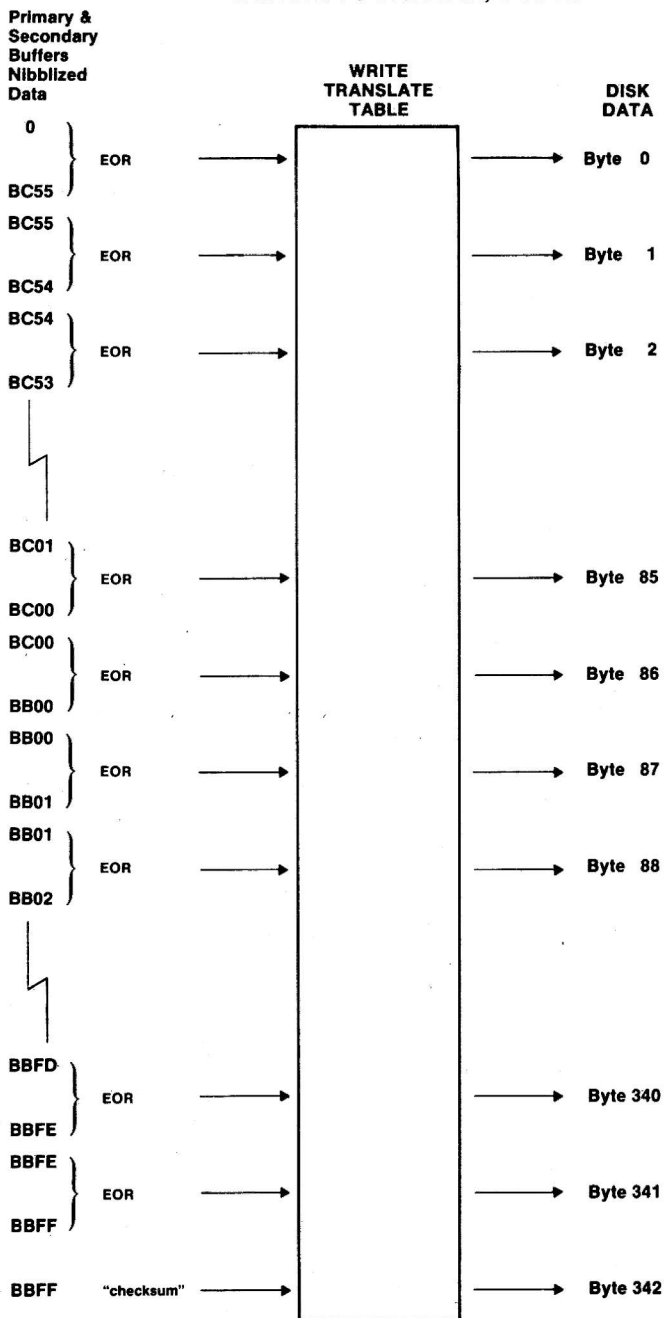 Primary &
Secondary
Buffers
Nibblized
Data
WRITE
TRANSLATE
TABLE
DISK
DATA
0
EOR
Byte 0
BC55
BC55
EOR
Byte 1
BC54
BC54
EOR
Byte 2
BC53
BC01
EOR
Byte 85
BC00
BC00
EOR
Byte 86
BB00
BB00
EOR
Byte 87
BB01
BB01
EOR
Byte 88
BB02
BBFD
EOR
Byte 340
BBFE
BBFE
EOR
Byte 341
BBFF
BBFF "checksum" Byte 342